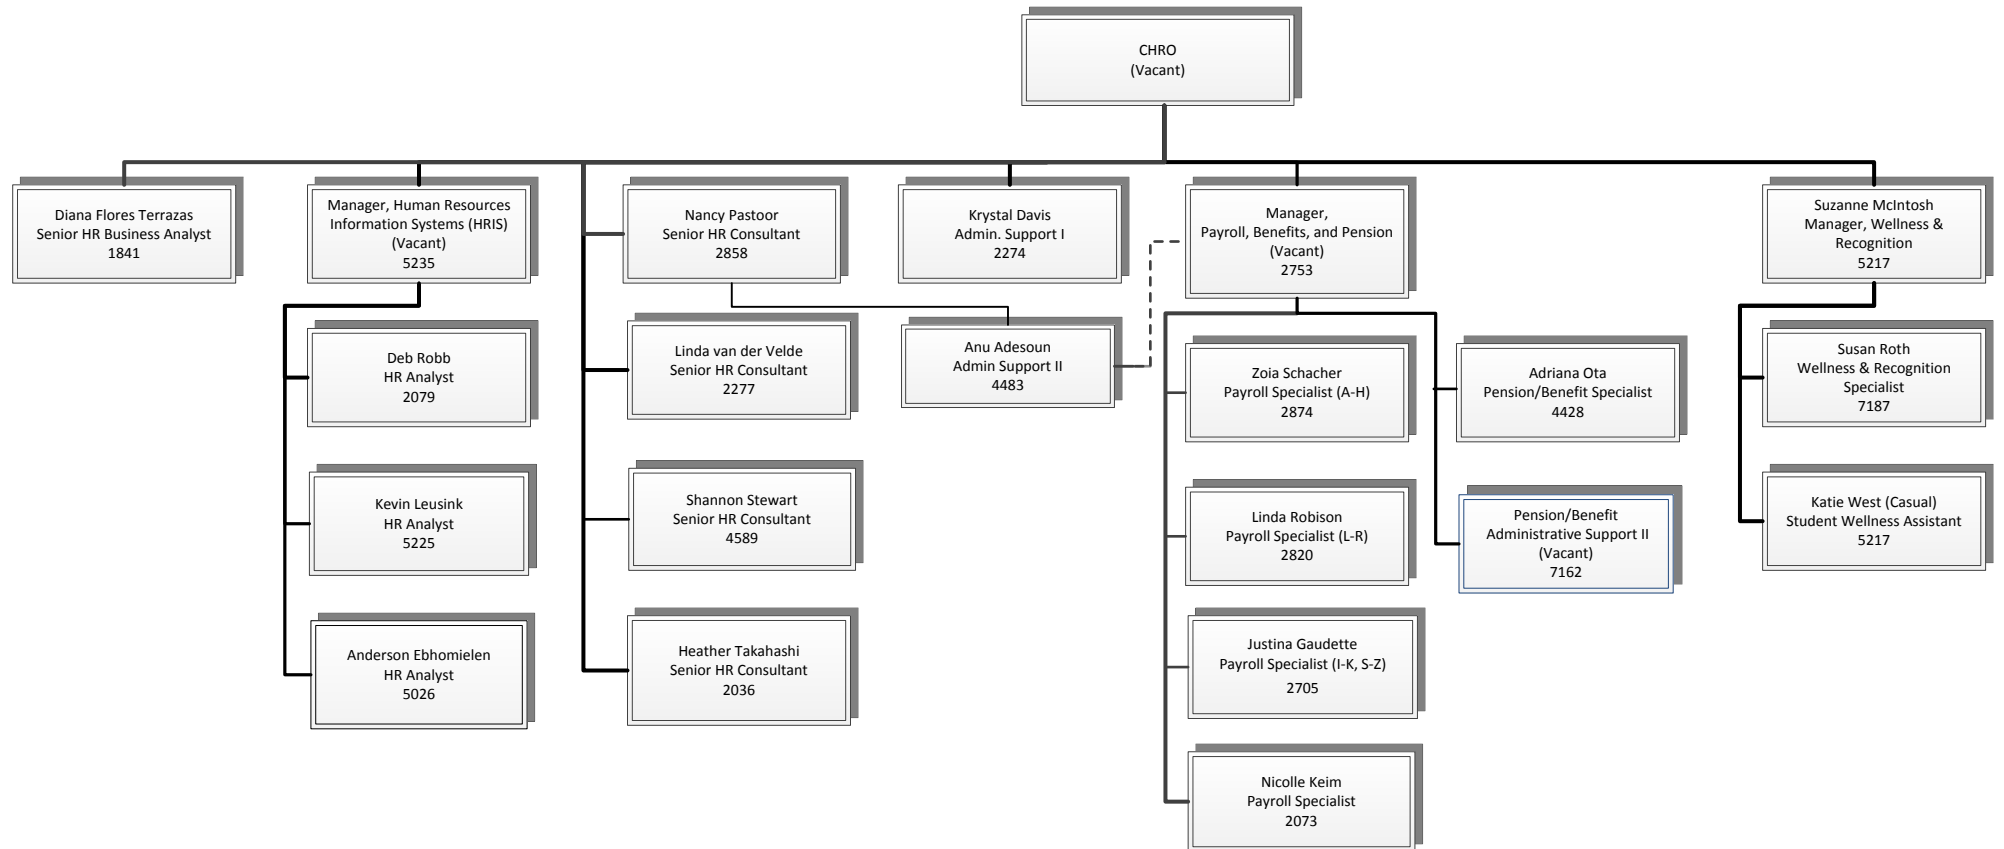 CHRO
(Vacant)
Diana Flores Terrazas
Senior HR Business Analyst
1841
Manager, Human Resources
Information Systems (HRIS)
(Vacant)
5235
Nancy Pastoor
Senior HR Consultant
2858
Krystal Davis
Admin. Support I
2274
Manager,
Payroll, Benefits, and Pension
(Vacant)
2753
Suzanne McIntosh
Manager, Wellness &
Recognition
5217
Deb Robb
HR Analyst
2079
Linda van der Velde
Senior HR Consultant
2277
Anu Adesoun
Admin Support II
4483
Zoia Schacher
Payroll Specialist (A-H)
2874
Adriana Ota
Pension/Benefit Specialist
4428
Susan Roth
Wellness & Recognition
Specialist
7187
Kevin Leusink
HR Analyst
5225
Shannon Stewart
Senior HR Consultant
4589
Linda Robison
Payroll Specialist (L-R)
2820
Pension/Benefit
Administrative Support II
(Vacant)
7162
Katie West (Casual)
Student Wellness Assistant
5217
Anderson Ebhomielen
HR Analyst
5026
Heather Takahashi
Senior HR Consultant
2036
Justina Gaudette
Payroll Specialist (I-K, S-Z)
2705
Nicolle Keim
Payroll Specialist
2073